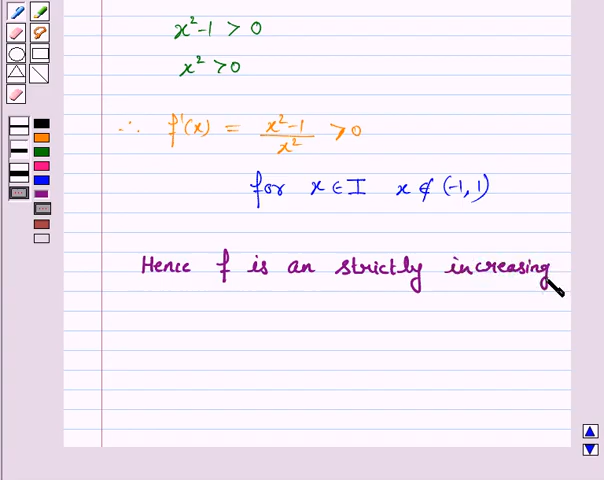 x²-1 > 0
x² > 0
∴ f'(x) = x²-1/x² > 0
for x ∈ I x ∉ (-1, 1)
Hence f is an strictly increasing